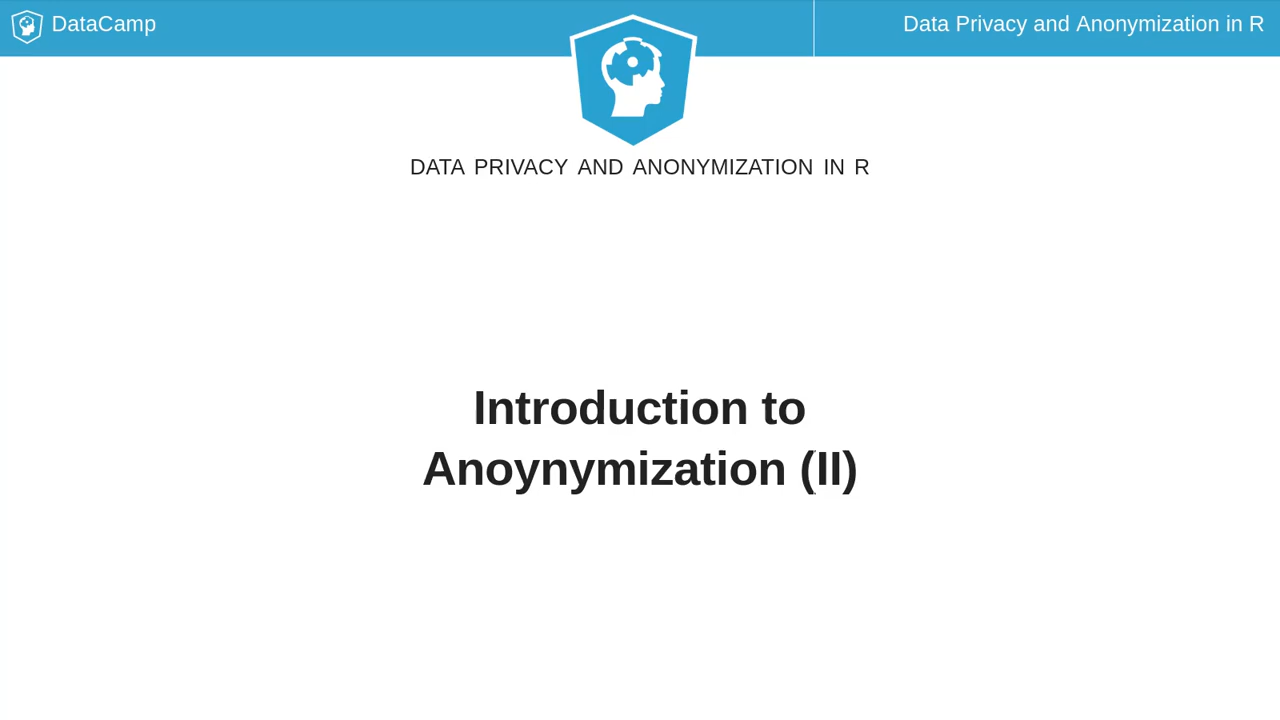 DataCamp
Data Privacy and Anonymization in R
DATA PRIVACY AND ANONYMIZATION IN R
Introduction to
Anoynymization (II)